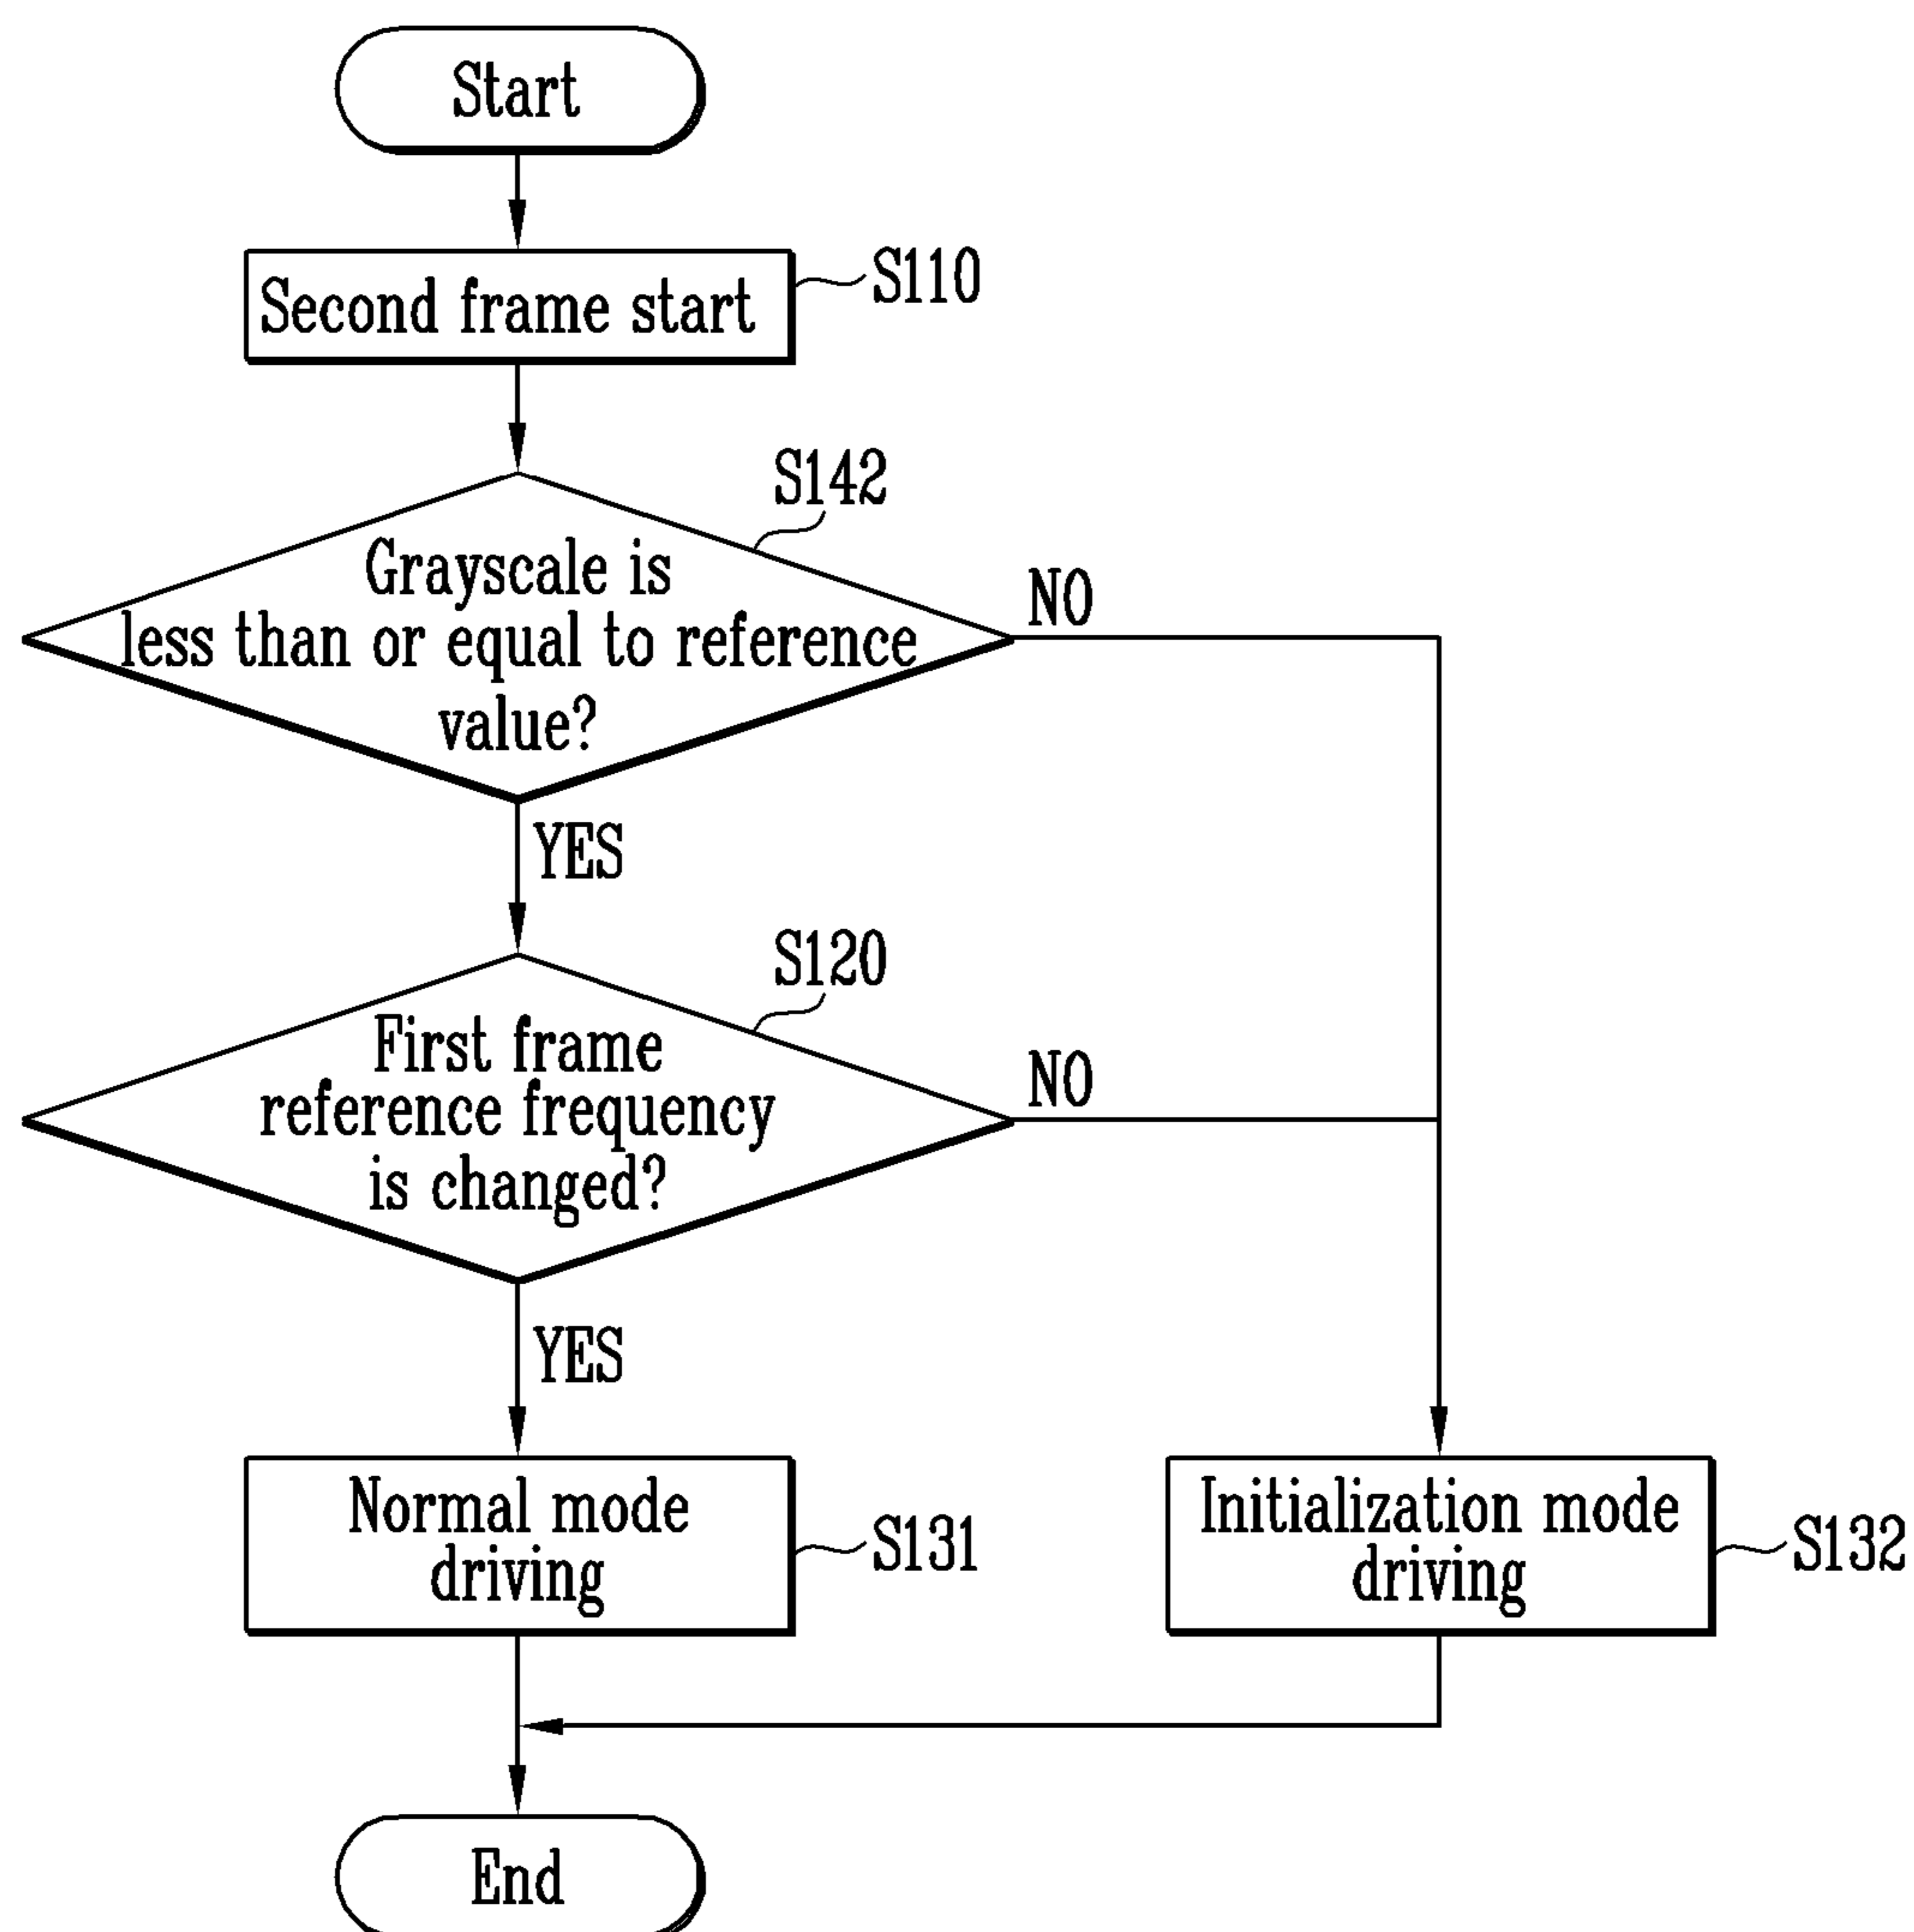 Start
Second frame start
S110
S142
Grayscale is
less than or equal to reference
value?
NO
YES
S120
First frame
reference frequency
is changed?
NO
YES
Normal mode
driving
S131
Initialization mode
driving
S132
End